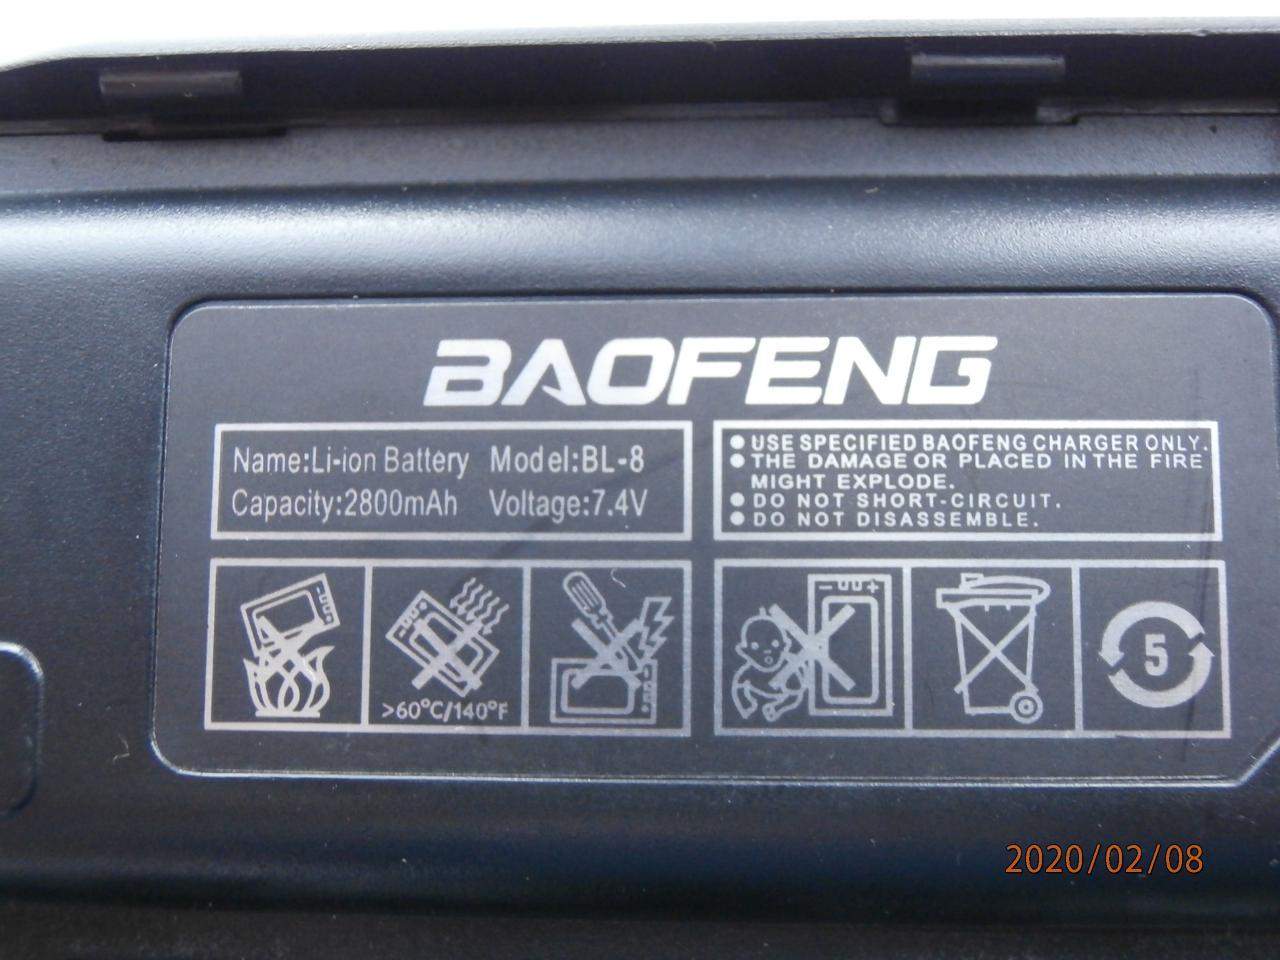 BAOFENG
Name:Li-ion Battery Model:BL-8
Capacity:2800mAh Voltage:7.4V
● USE SPECIFIED BAOFENG CHARGER ONLY.
● THE DAMAGE OR PLACED IN THE FIRE
MIGHT EXPLODE.
● DO NOT SHORT-CIRCUIT.
● DO NOT DISASSEMBLE.
>60°C/140°F
5
2020/02/08